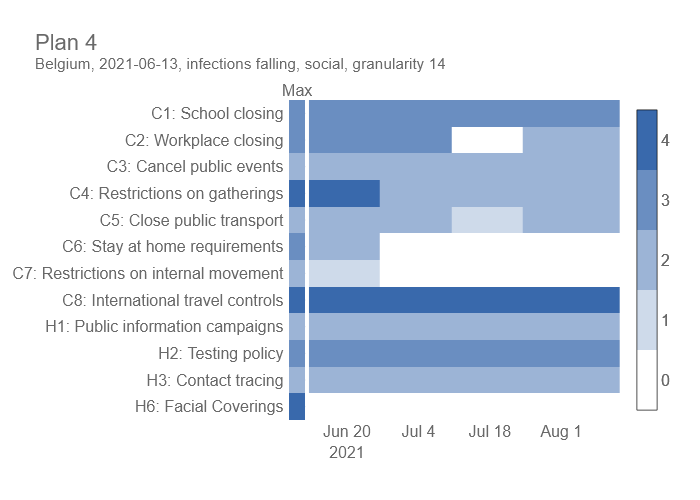 Plan 4
Belgium, 2021-06-13, infections falling, social, granularity 14
Max
C1: School closing
C2: Workplace closing
C3: Cancel public events
C4: Restrictions on gatherings
C5: Close public transport
C6: Stay at home requirements
C7: Restrictions on internal movement
C8: International travel controls
H1: Public information campaigns
H2: Testing policy
H3: Contact tracing
H6: Facial Coverings
Jun 20 Jul 4 Jul 18 Aug 1
2021
4
3
2
1
0